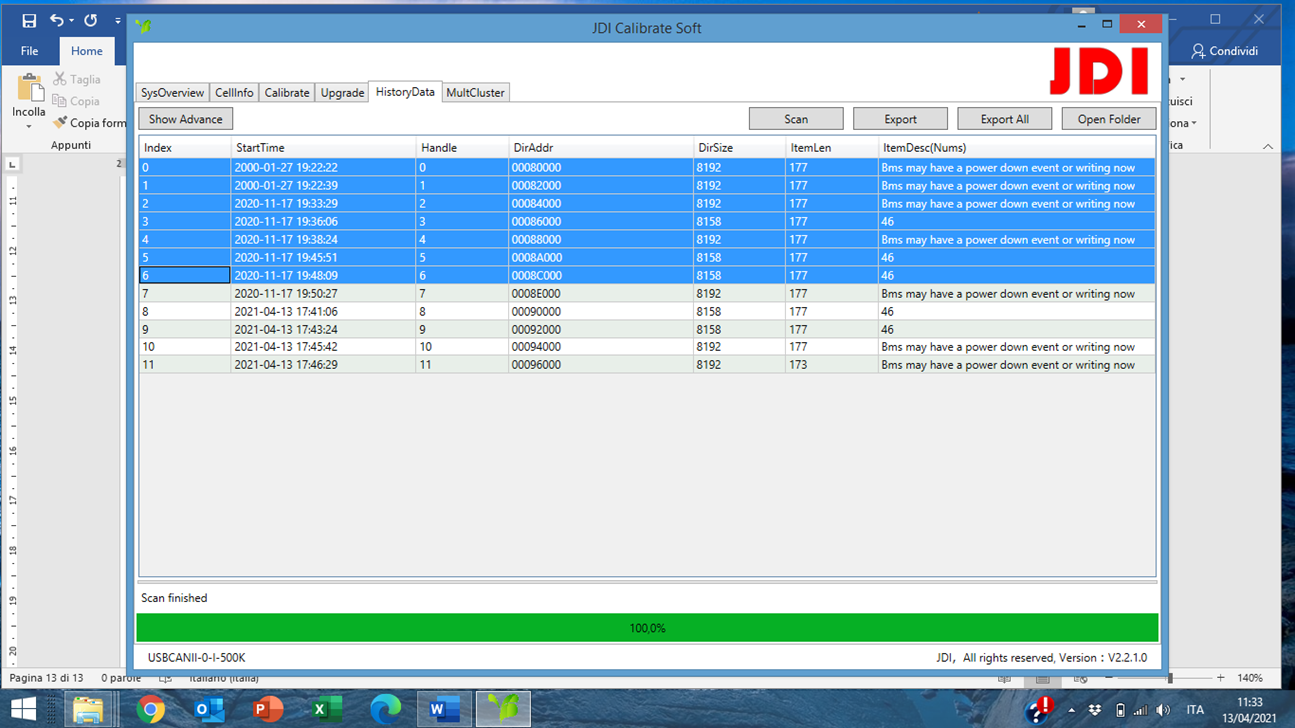 JDI Calibrate Soft
File Home Condividi
JDI
Taglia
Copia
Incolla
Copia form
Appunti
SysOverview CellInfo Calibrate Upgrade HistoryData MultCluster
Show Advance Scan Export Export All Open Folder
Index StartTime Handle DirAddr DirSize ItemLen ItemDesc(Nums)
0 2000-01-27 19:22:22 0 00080000 8192 177 Bms may have a power down event or writing now
1 2000-01-27 19:22:39 1 00082000 8192 177 Bms may have a power down event or writing now
2 2020-11-17 19:33:29 2 00084000 8192 177 Bms may have a power down event or writing now
3 2020-11-17 19:36:06 3 00086000 8158 177 46
4 2020-11-17 19:38:24 4 00088000 8192 177 Bms may have a power down event or writing now
5 2020-11-17 19:45:51 5 0008A000 8158 177 46
6 2020-11-17 19:48:09 6 0008C000 8158 177 46
7 2020-11-17 19:50:27 7 0008E000 8192 177 Bms may have a power down event or writing now
8 2021-04-13 17:41:06 8 00090000 8158 177 46
9 2021-04-13 17:43:24 9 00092000 8158 177 46
10 2021-04-13 17:45:42 10 00094000 8192 177 Bms may have a power down event or writing now
11 2021-04-13 17:46:29 11 00096000 8192 173 Bms may have a power down event or writing now
Scan finished
100,0%
USBCANII-0-I-500K JDI, All rights reserved, Version : V2.2.1.0
Pagina 13 di 13 0 parole Italiano (Italia) 140%
ITA
11:33
13/04/2021